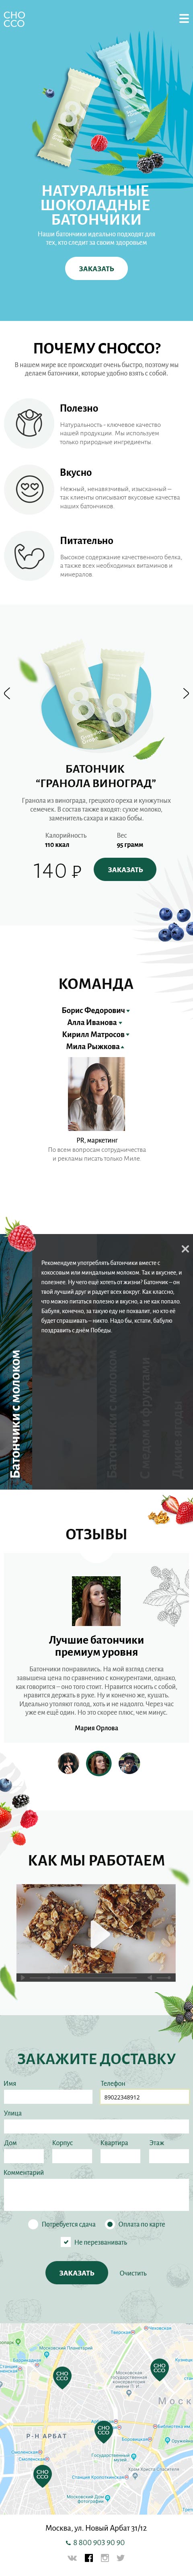 CHO
CCO
НАТУРАЛЬНЫЕ
ШОКОЛАДНЫЕ
БАТОНЧИКИ
Наши батончики идеально подходят для
тех, кто следит за своим здоровьем
ЗАКАЗАТЬ
ПОЧЕМУ CHOCCO?
В нашем мире все происходит очень быстро, поэтому мы
делаем батончики, которые удобно взять с собой.
Полезно
Натуральность - ключевое качество
нашей продукции. Мы используем
только природные ингредиенты
Вкусно
Нежно, ненавязчивый, изысканный –
так клиенты описывают вкусовые качества
наших батончиков.
Питательно
Высокое содержание качественного белка,
а также всех необходимых витаминов и
минералов.
БАТОНЧИК
“ГРАНОЛА ВИНОГРАД”
Гранола из винограда, грецкого ореха и кунжутных
семечек. В состав также входят: сухое молоко,
заменитель сахара и какао бобы.
Калорийность
Вес
110 ккал
95 грамм
140 ₽
ЗАКАЗАТЬ
КОМАНДА
Борис Федорович
Алла Иванова
Кирилл Матросов
Мила Рыжкова
PR, маркетинг
По всем вопросам сотрудничества
и рекламы писать только Миле.
Рекомендуем употреблять батончики вместе с
кокосовым или миндальным молоком. Так и вкуснее, и
полезнее. Ну чего ещё хотеть от жизни? Батончик – он
твой лучший друг и радует всех вокруг. Как классно,
что можно питаться полезно и вкусно, а не как попало.
Бабуля, конечно, за такую еду не похвалит, но кто её
будет спрашивать – никто. Надо бы, кстати, бабулю
поздравить с днём Победы.
Батончики с молоком
Батончики с молоком
С медом и фруктами
Дикие ягоды
ОТЗЫВЫ
Лучшие батончики
премиум уровня
Батончики понравились. На мой взгляд слегка
завышена цена по сравнению с конкурентами, однако,
как говорится – оно того стоит. Нравится носить с собой,
нравится держать в руке. Ну и конечно же, кушать.
Идеально утоляют голод, хоть и не надолго. Через час
уже ем ещё один. Но это скорее плюс, чем минус.
Мария Орлова
КАК МЫ РАБОТАЕМ
ЗАКАЖИТЕ ДОСТАВКУ
Имя
Телефон
89022348912
Улица
Дом
Корпус
Квартира
Этаж
Комментарий
Потребуется сдача
Оплата по карте
Не перезванивать
ЗАКАЗАТЬ
Очистить
Р-Н АРБАТ
Москва, ул. Новый Арбат 31/12
8 800 903 90 90